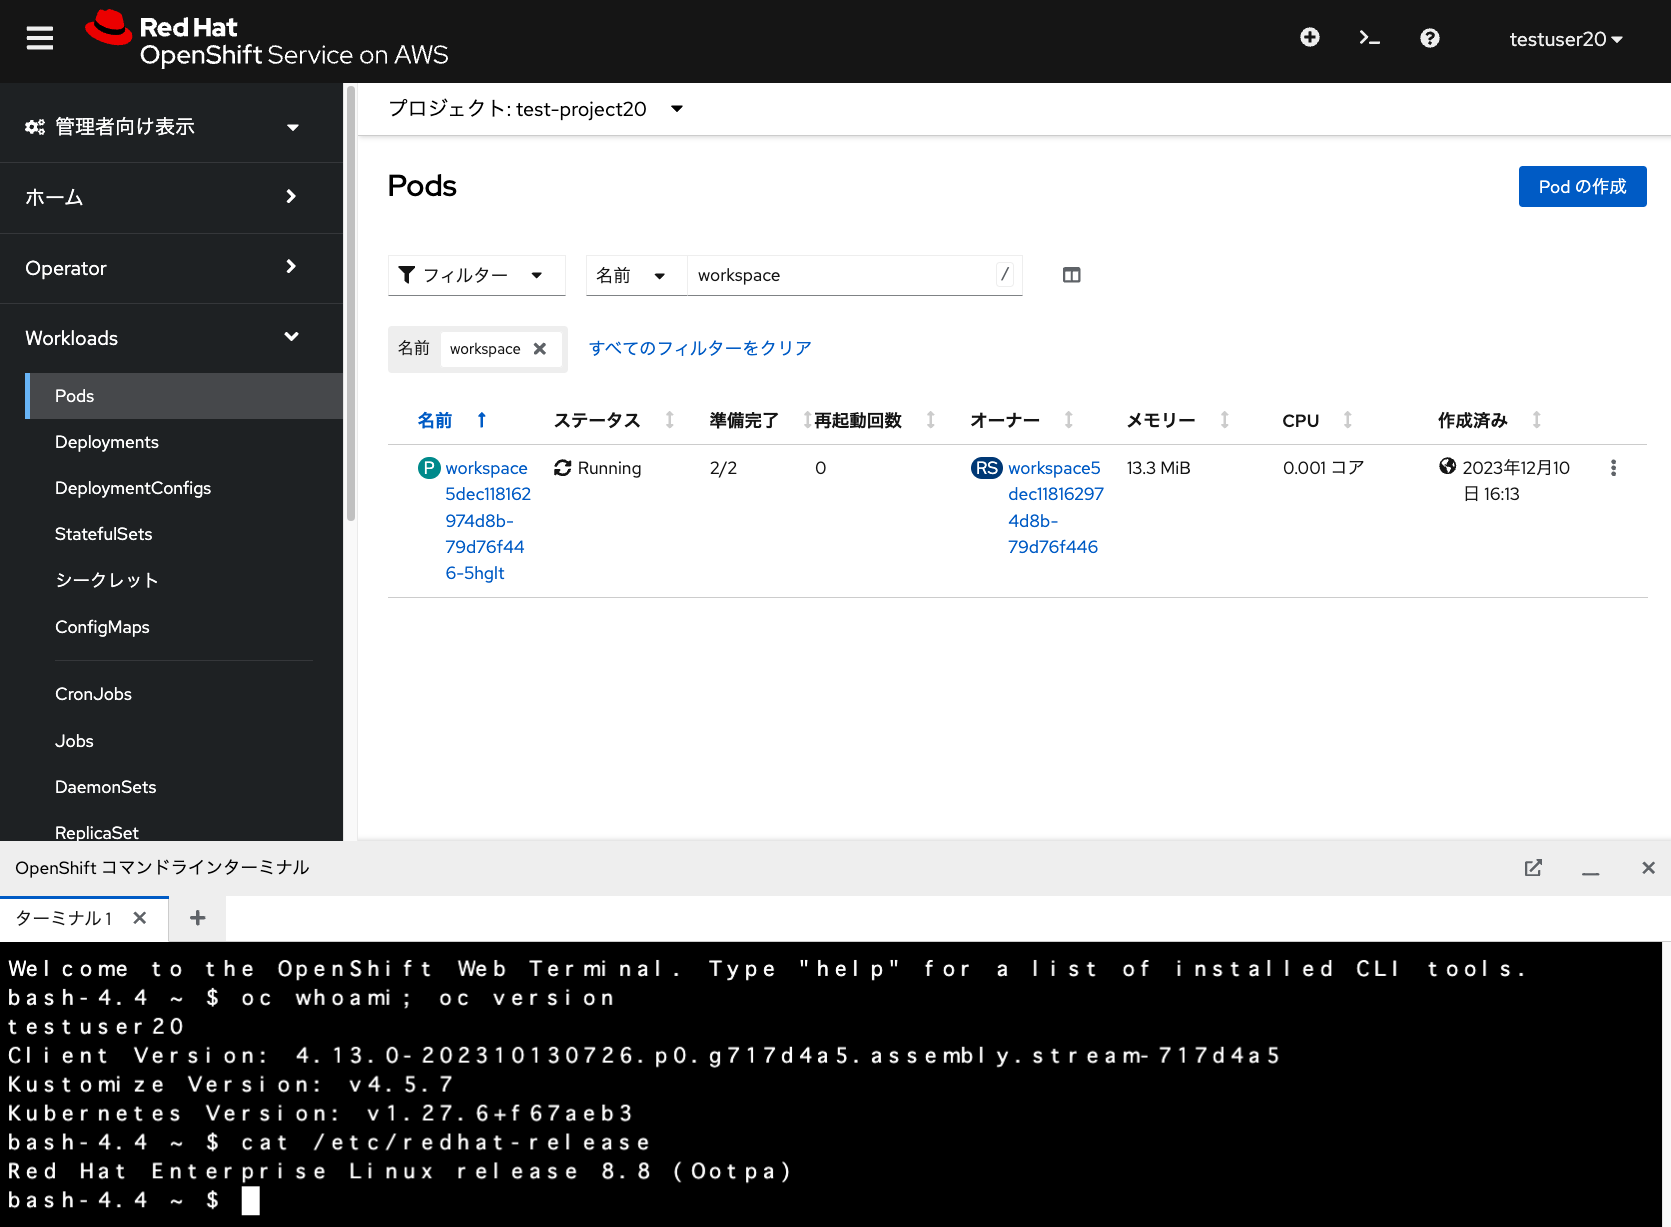 Red Hat
OpenShift Service on AWS
testuser20
管理者向け表示
ホーム
Operator
Workloads
Pods
Deployments
DeploymentConfigs
StatefulSets
シークレット
ConfigMaps
CronJobs
Jobs
DaemonSets
ReplicaSet
プロジェクト: test-project20
Pods
Pod の作成
フィルター
名前
workspace
/
名前 workspace
すべてのフィルターをクリア
名前 ステータス 準備完了 再起動回数 オーナー メモリー CPU 作成済み
P workspace
5dec118162
974d8b-
79d76f44
6-5hglt
Running
2/2
0
RS workspace5
dec11816297
4d8b-
79d76f446
13.3 MiB
0.001 コア
2023年12月10
日 16:13
OpenShift コマンドラインターミナル
ターミナル 1
Welcome to the OpenShift Web Terminal. Type "help" for a list of installed CLI tools.
bash-4.4 ~ $ oc whoami; oc version
testuser20
Client Version: 4.13.0-202310130726.p0.g717d4a5.assembly.stream-717d4a5
Kustomize Version: v4.5.7
Kubernetes Version: v1.27.6+f67aeb3
bash-4.4 ~ $ cat /etc/redhat-release
Red Hat Enterprise Linux release 8.8 (Ootpa)
bash-4.4 ~ $